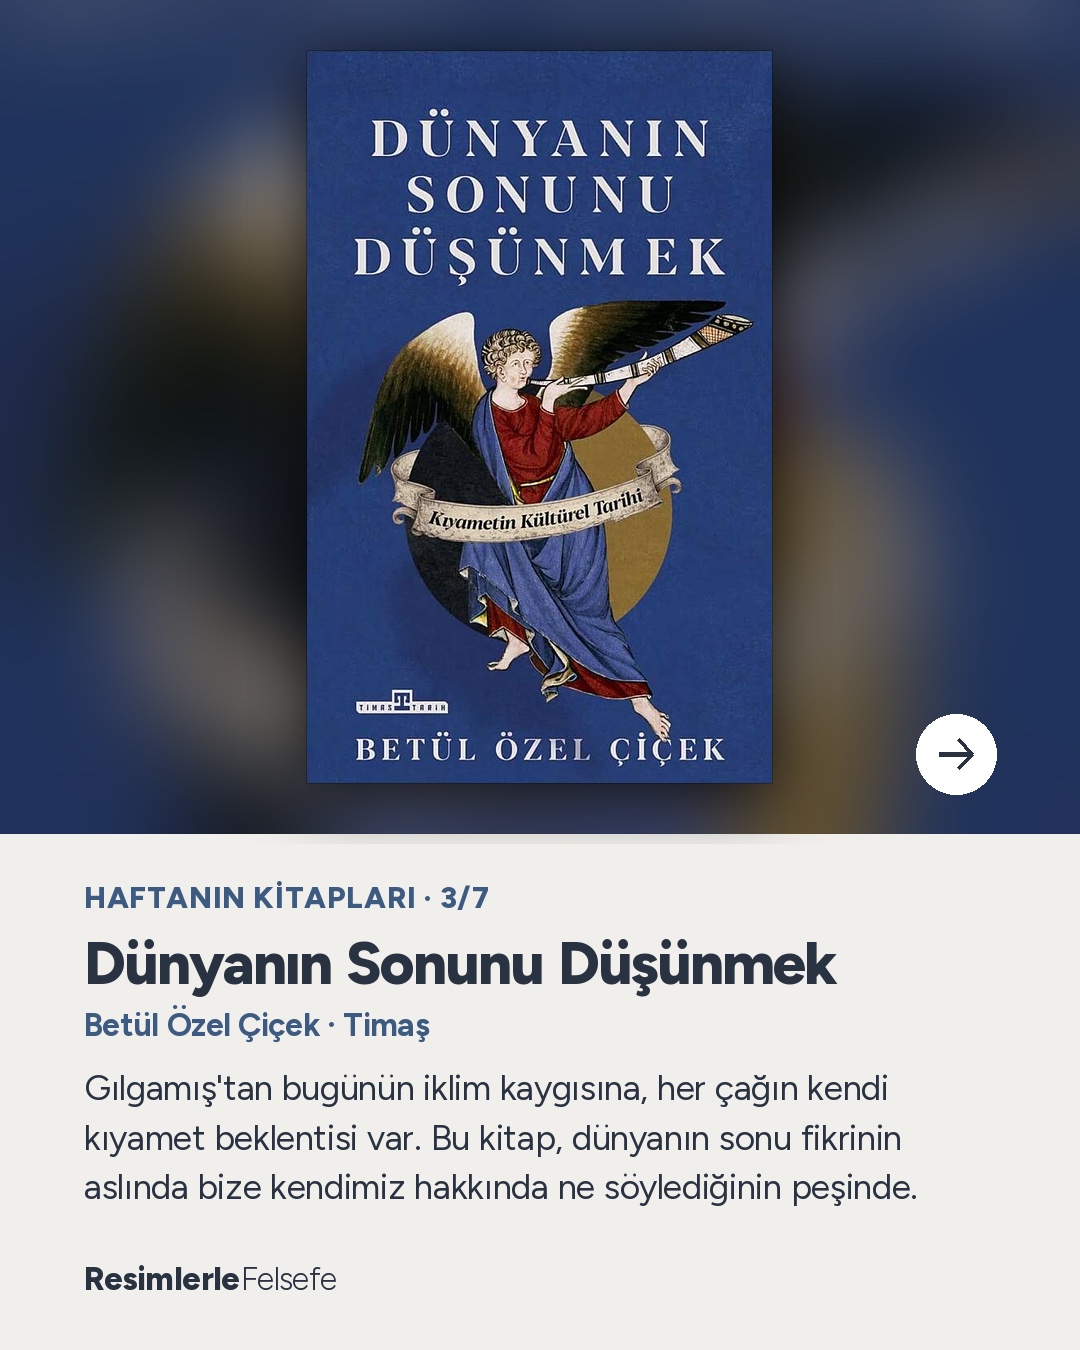 DÜNYANIN
SONUNU
DÜŞÜNMEK
Kıyametin Kültürel Tarihi
TİMAŞ TARİH
BETÜL ÖZEL ÇİÇEK
HAFTANIN KİTAPLARI · 3/7
Dünyanın Sonunu Düşünmek
Betül Özel Çiçek · Timaş
Gılgamış'tan bugünün iklim kaygısına, her çağın kendi
kıyamet beklentisi var. Bu kitap, dünyanın sonu fikrinin
aslında bize kendimiz hakkında ne söylediğinin peşinde.
ResimlerleFelsefe